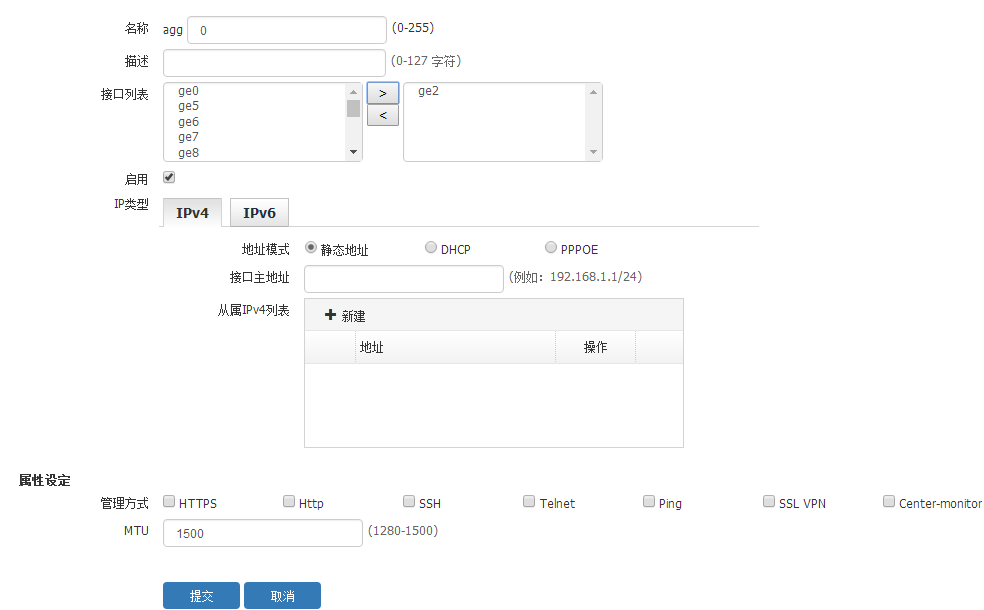 名称 agg 0 (0-255)
描述 (0-127 字符)
接口列表 ge0 > ge2
ge5
ge6 <
ge7
ge8
启用
IP类型 IPv4 IPv6
地址模式 静态地址 DHCP PPPOE
接口主地址 (例如：192.168.1.1/24)
从属IPv4列表 新建
地址 操作
属性设定
管理方式 HTTPS Http SSH Telnet Ping SSL VPN Center-monitor
MTU 1500 (1280-1500)
提交 取消